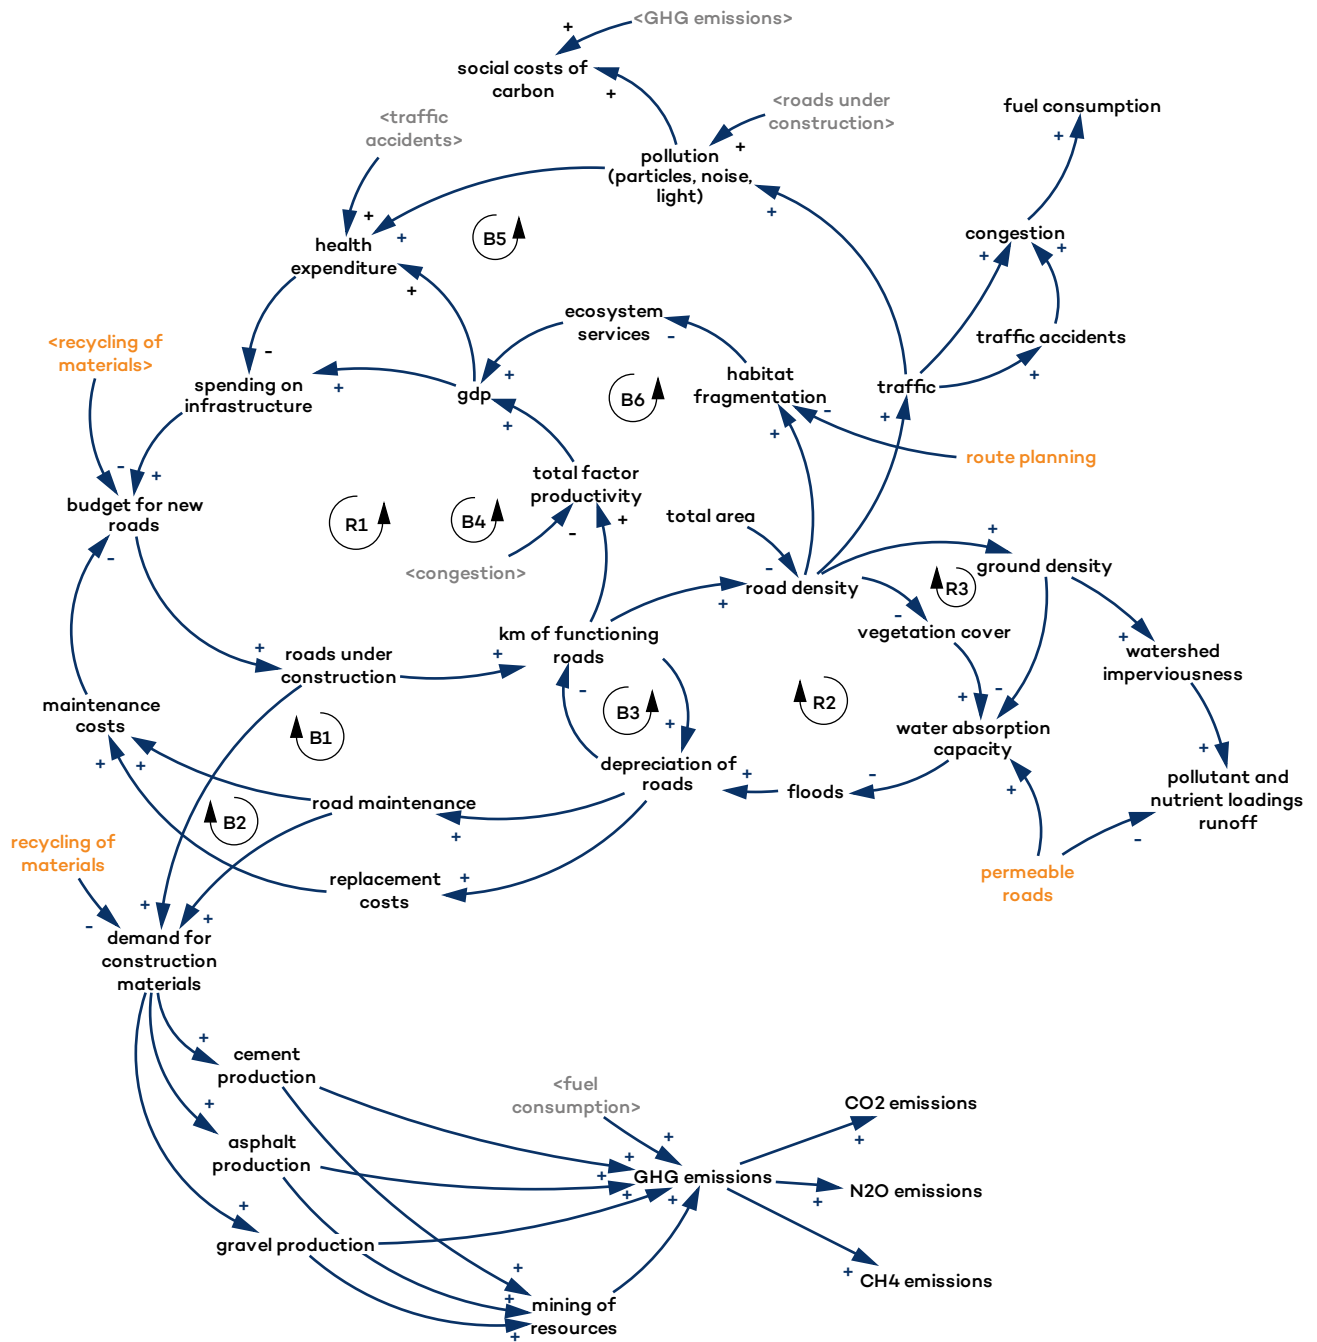 <GHG emissions>
social costs of
carbon
+
+
<traffic
accidents>
<roads under
construction>
fuel consumption
+
+
pollution
(particles, noise,
light)
+
+
+
health
expenditure
+
B5
congestion
+
+
ecosystem
services
-
traffic accidents
+
<recycling of
materials>
-
spending on
infrastructure
+
gdp
+
+
B6
habitat
fragmentation
-
+
traffic
+
route planning
-
+
budget for new
roads
-
R1
B4
total factor
productivity
-
+
<congestion>
total area
-
road density
+
+
ground density
R3
-
vegetation cover
+
watershed
imperviousness
+
roads under
construction
+
km of functioning
roads
-
B3
+
R2
+
-
water absorption
capacity
+
maintenance
costs
+
+
B1
depreciation of
roads
+
floods
-
+
pollutant and
nutrient loadings
runoff
-
road maintenance
+
B2
recycling of
materials
-
replacement
costs
+
permeable
roads
+
+
demand for
construction
materials
+
cement
production
+
asphalt
production
+
gravel production
<fuel
consumption>
+
+
+
+
+
GHG emissions
CO2 emissions
+
N2O emissions
+
CH4 emissions
+
+
+
+
mining of
resources